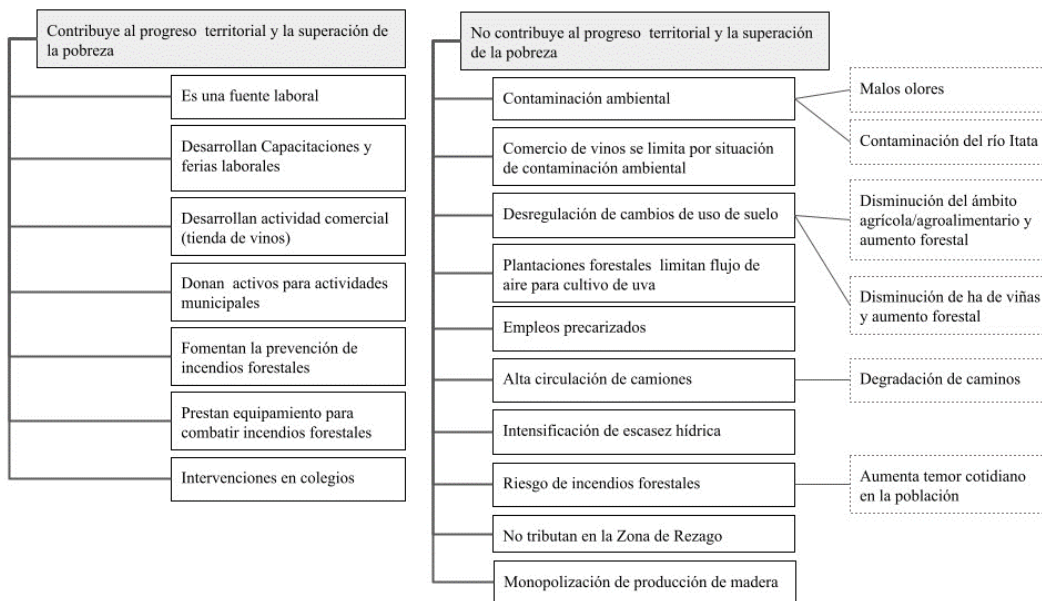 Contribuye al progreso territorial y la superación de
la pobreza
Es una fuente laboral
Desarrollan Capacitaciones y
ferias laborales
Desarrollan actividad comercial
(tienda de vinos)
Donan activos para actividades
municipales
Fomentan la prevención de
incendios forestales
Prestan equipamiento para
combatir incendios forestales
Intervenciones en colegios
No contribuye al progreso territorial y la superación
de la pobreza
Contaminación ambiental
Malos olores
Contaminación del río Itata
Comercio de vinos se limita por situación
de contaminación ambiental
Desregulación de cambios de uso de suelo
Disminución del ámbito
agrícola/agroalimentario y
aumento forestal
Disminución de ha de viñas
y aumento forestal
Plantaciones forestales limitan flujo de
aire para cultivo de uva
Empleos precarizados
Alta circulación de camiones
Degradación de caminos
Intensificación de escasez hídrica
Riesgo de incendios forestales
Aumenta temor cotidiano
en la población
No tributan en la Zona de Rezago
Monopolización de producción de madera